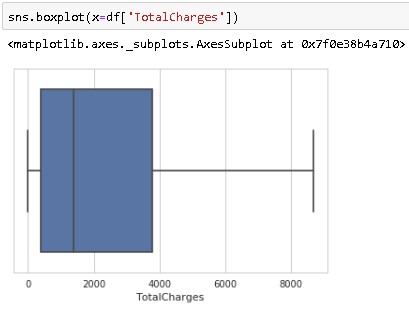 sns.boxplot(x=df['TotalCharges'])
<matplotlib.axes._subplots.AxesSubplot at 0x7f0e38b4a710>
0 2000 4000 6000 8000
TotalCharges